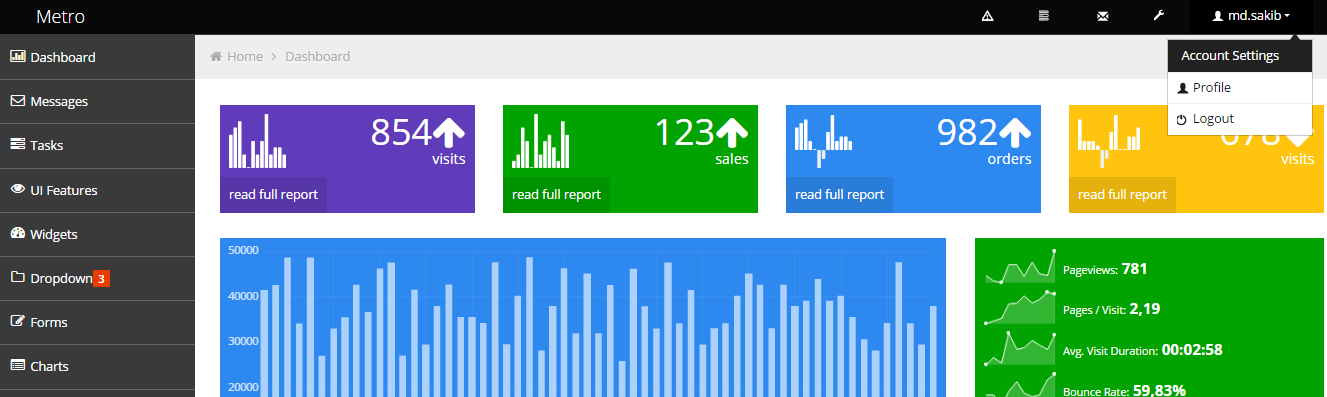 Metro
md.sakib
Account Settings
Profile
Logout
Dashboard
Messages
Tasks
UI Features
Widgets
Dropdown 3
Forms
Charts
Home > Dashboard
854
visits
read full report
123
sales
read full report
982
orders
read full report
678
visits
read full report
50000
40000
30000
20000
Pageviews: 781
Pages / Visit: 2,19
Avg. Visit Duration: 00:02:58
Bounce Rate: 59,83%